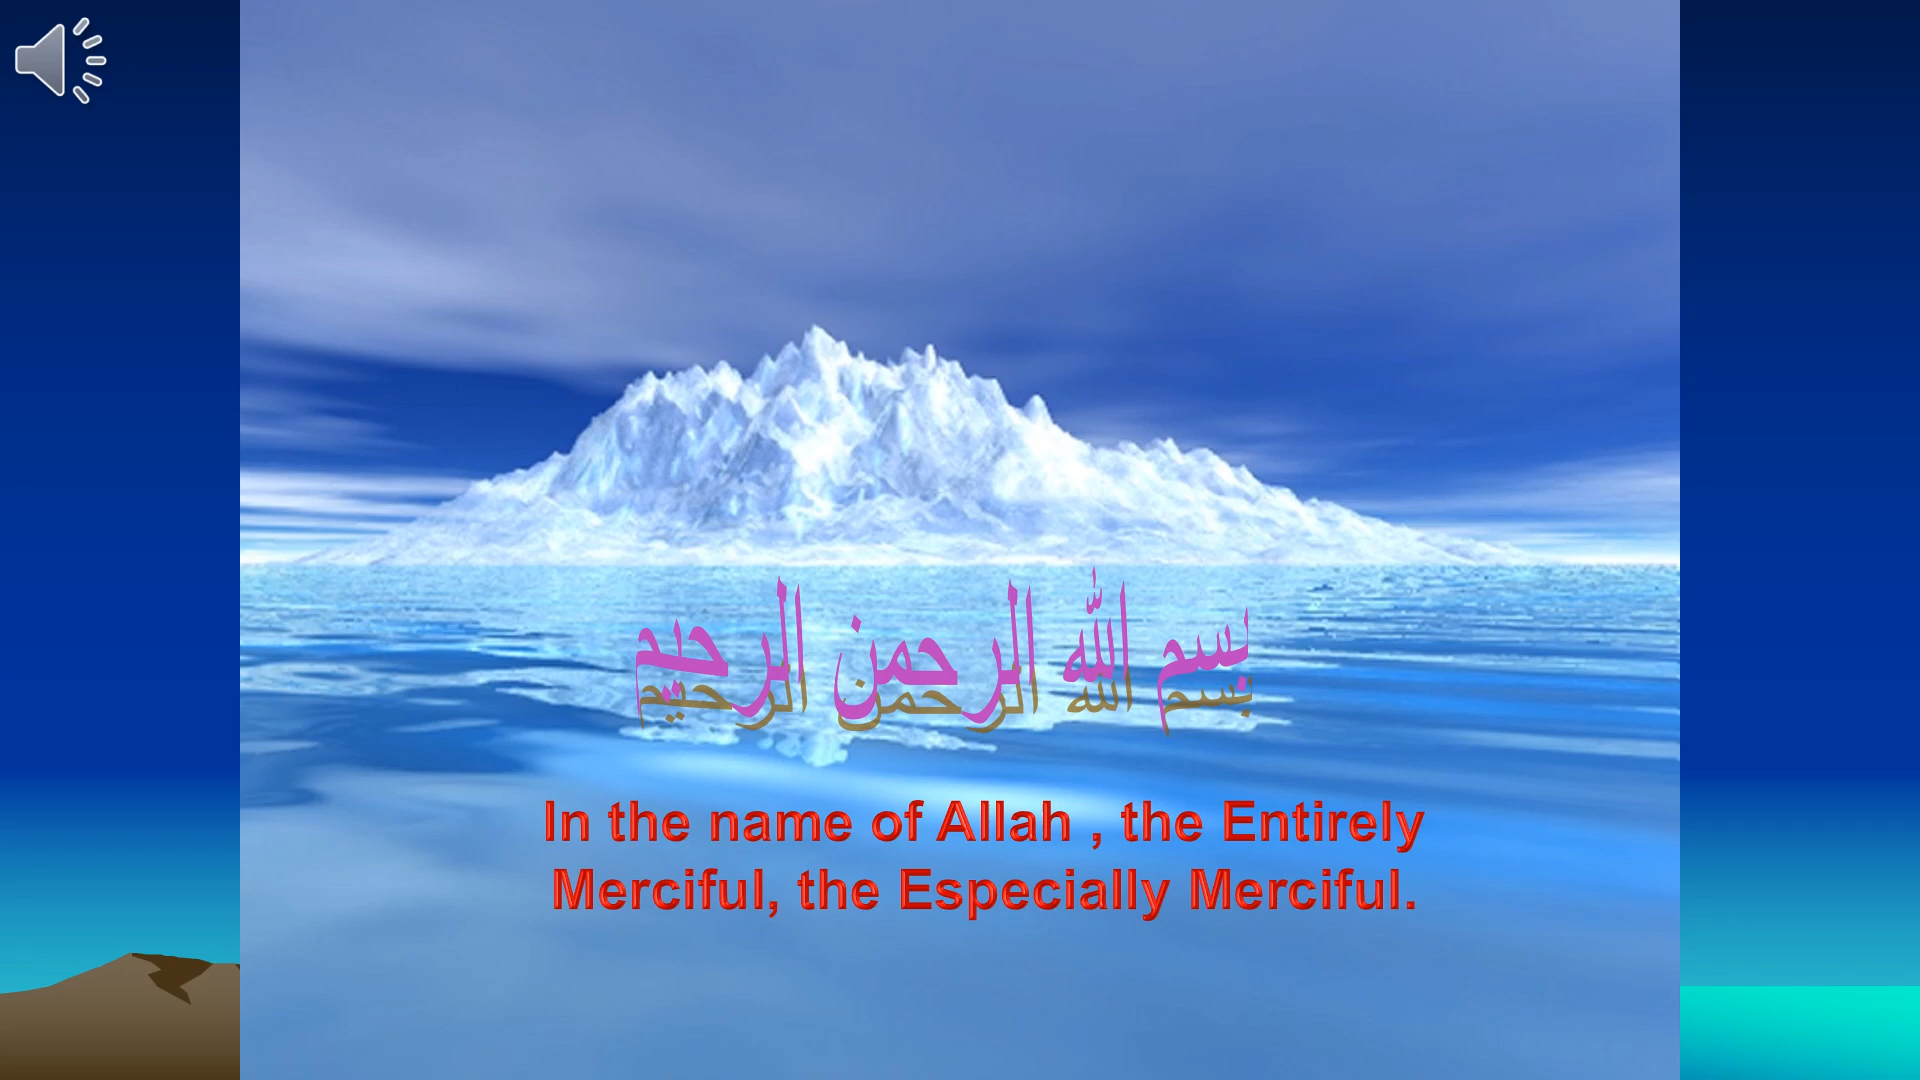 بسم الله الرحمن الرحيم
In the name of Allah , the Entirely
Merciful, the Especially Merciful.